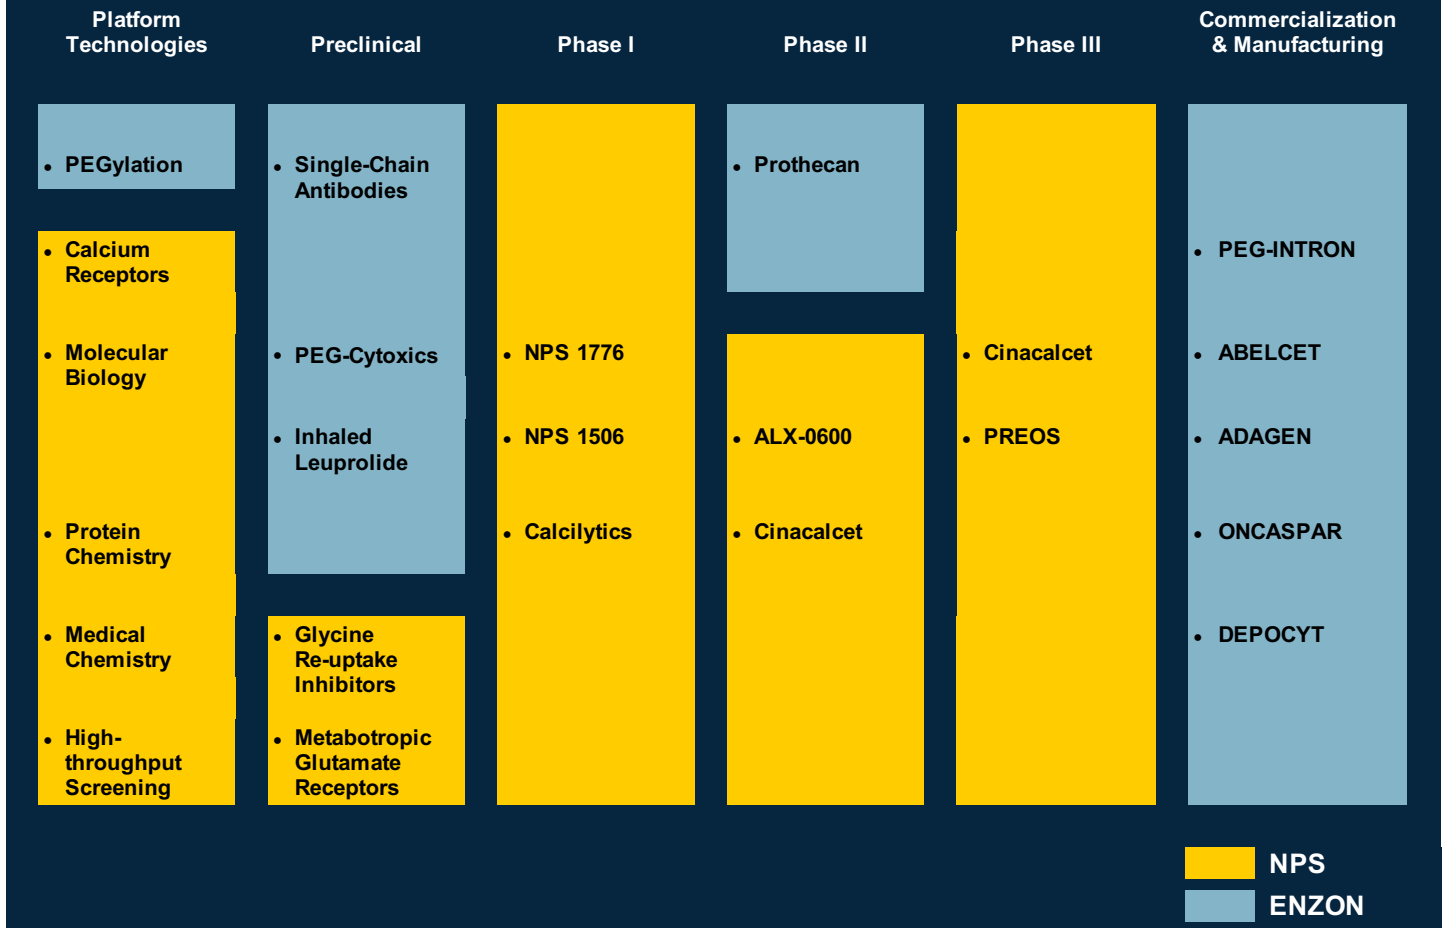 Platform
Technologies
Preclinical
Phase I
Phase II
Phase III
Commercialization
& Manufacturing
• PEGylation
• Calcium
Receptors
• Molecular
Biology
• Protein
Chemistry
• Medical
Chemistry
• High-
throughput
Screening
• Single-Chain
Antibodies
• PEG-Cytoxics
• Inhaled
Leuprolide
• Glycine
Re-uptake
Inhibitors
• Metabotropic
Glutamate
Receptors
• NPS 1776
• NPS 1506
• Calcilytics
• Prothecan
• ALX-0600
• Cinacalcet
• Cinacalcet
• PREOS
• PEG-INTRON
• ABELCET
• ADAGEN
• ONCASPAR
• DEPOCYT
NPS
ENZON